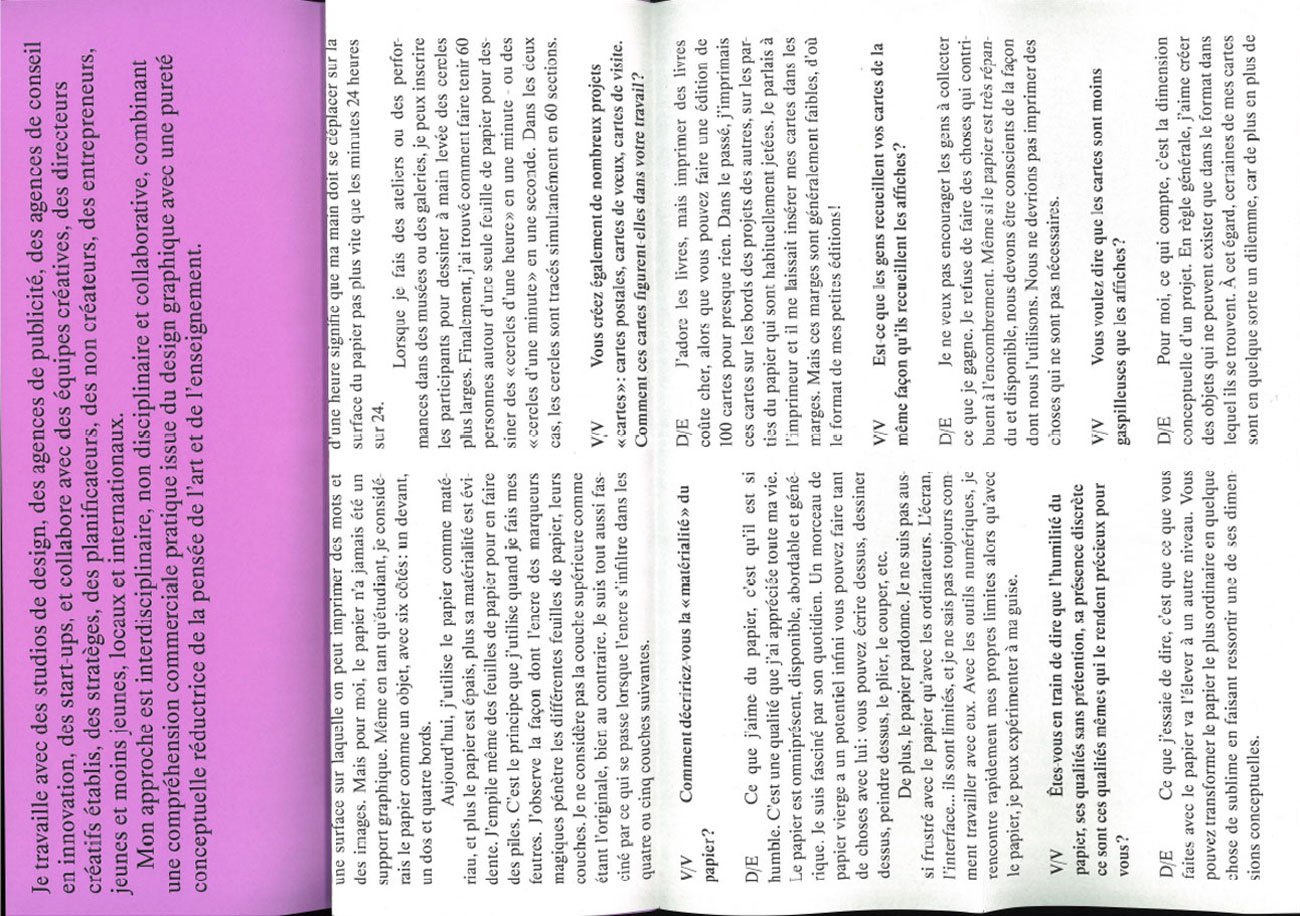 Je travaille avec des studios de design, des agences de publicité, des agences de conseil
en innovation, des start-ups, et collabore avec des équipes créatives, des directeurs
créatifs établis, des stratèges, des planificateurs, des non créateurs, des entrepreneurs,
jeunes et moins jeunes, locaux et internationaux.
Mon approche est interdisciplinaire, non disciplinaire et collaborative, combinant
une compréhension commerciale pratique issue du design graphique avec une pureté
conceptuelle réductrice de la pensée de l'art et de l'enseignement.
une surface sur laquelle on peut imprimer des mots et
des images. Mais pour moi, le papier n'a jamais été un
support graphique. Même en tant qu'étudiant, je considé-
rais le papier comme un objet, avec six côtés: un devant,
un dos et quatre bords.
Aujourd'hui, j'utilise le papier comme maté-
riau, et plus le papier est épais, plus sa matérialité est évi-
dente. J'empile même des feuilles de papier pour en faire
des piles. C'est le principe que j'utilise quand je fais mes
feutres. J'observe la façon dont l'encre des marqueurs
magiques pénètre les différentes feuilles de papier, leurs
couches. Je ne considère pas la couche supérieure comme
étant l'originale, bien au contraire. Je suis tout aussi fas-
ciné par ce qui se passe lorsque l'encre s'infiltre dans les
quatre ou cinq couches suivantes.
V/V Comment décririez-vous la « matérialité » du
papier ?
D/E Ce que j'aime du papier, c'est qu'il est si
humble. C'est une qualité que j'ai appréciée toute ma vie.
Le papier est omniprésent, disponible, abordable et géné-
rique. Je suis fasciné par son quotidien. Un morceau de
papier vierge a un potentiel infini vous pouvez faire tant
de choses avec lui: vous pouvez écrire dessus, dessiner
dessus, peindre dessus, le plier, le couper, etc.
De plus, le papier pardonne. Je ne suis pas aus-
si frustré avec le papier qu'avec les ordinateurs. L'écran,
l'interface... ils sont limités, et je ne sais pas toujours com-
ment travailler avec eux. Avec les outils numériques, je
rencontre rapidement mes propres limites alors qu'avec
le papier, je peux expérimenter à ma guise.
V/V Êtes-vous en train de dire que l'humilité du
papier, ses qualités sans prétention, sa présence discrète
ce sont ces qualités mêmes qui le rendent précieux pour
vous ?
D/E Ce que j'essaie de dire, c'est que ce que vous
faites avec le papier va l'élever à un autre niveau. Vous
pouvez transformer le papier le plus ordinaire en quelque
chose de sublime en faisant ressortir une de ses dimen-
sions conceptuelles.
d'une heure signifie que ma main doit se déplacer sur la
surface du papier pas plus vite que les minutes 24 heures
sur 24.
Lorsque je fais des ateliers ou des perfor-
mances dans des musées ou des galeries, je peux inscrire
les participants pour dessiner à main levée des cercles
plus larges. Finalement, j'ai trouvé comment faire tenir 60
personnes autour d'une seule feuille de papier pour des-
siner des « cercles d'une heure » en une minute - ou des
« cercles d'une minute » en une seconde. Dans les deux
cas, les cercles sont tracés simultanément en 60 sections.
V/V Vous créez également de nombreux projets
« cartes » : cartes postales, cartes de vœux, cartes de visite.
Comment ces cartes figurent-elles dans votre travail ?
D/E J'adore les livres, mais imprimer des livres
coûte cher, alors que vous pouvez faire une édition de
100 cartes pour presque rien. Dans le passé, j'imprimais
ces cartes sur les bords des projets des autres, sur les par-
ties du papier qui sont habituellement jetées. Je parlais à
l'imprimeur et il me laissait insérer mes cartes dans les
marges. Mais ces marges sont généralement faibles, d'où
le format de mes petites éditions!
V/V Est-ce que les gens recueillent vos cartes de la
même façon qu'ils recueillent les affiches ?
D/E Je ne veux pas encourager les gens à collecter
ce que je gagne. Je refuse de faire des choses qui contri-
buent à l'encombrement. Même si le papier est très répan-
du et disponible, nous devons être conscients de la façon
dont nous l'utilisons. Nous ne devrions pas imprimer des
choses qui ne sont pas nécessaires.
V/V Vous voulez dire que les cartes sont moins
gaspilleuses que les affiches ?
D/E Pour moi, ce qui compte, c'est la dimension
conceptuelle d'un projet. En règle générale, j'aime créer
des objets qui ne peuvent exister que dans le format dans
lequel ils se trouvent. À cet égard, certaines de mes cartes
sont en quelque sorte un dilemme, car de plus en plus de